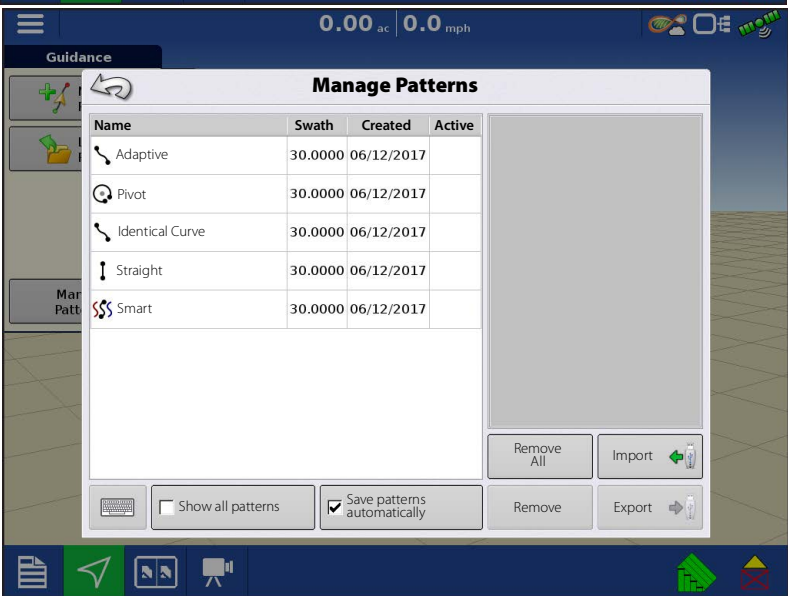 0.00 ac 0.0 mph
Guidance
Manage Patterns
Name Swath Created Active
Adaptive 30.0000 06/12/2017
Pivot 30.0000 06/12/2017
Identical Curve 30.0000 06/12/2017
Straight 30.0000 06/12/2017
Smart 30.0000 06/12/2017
Mar
Patt
Remove
All
Import
Show all patterns
Save patterns
automatically
Remove
Export